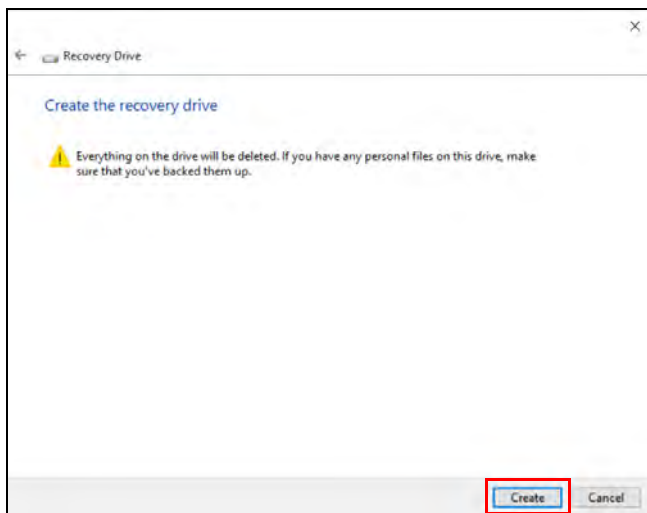 Recovery Drive
Create the recovery drive
Everything on the drive will be deleted. If you have any personal files on this drive, make
sure that you've backed them up.
Create Cancel